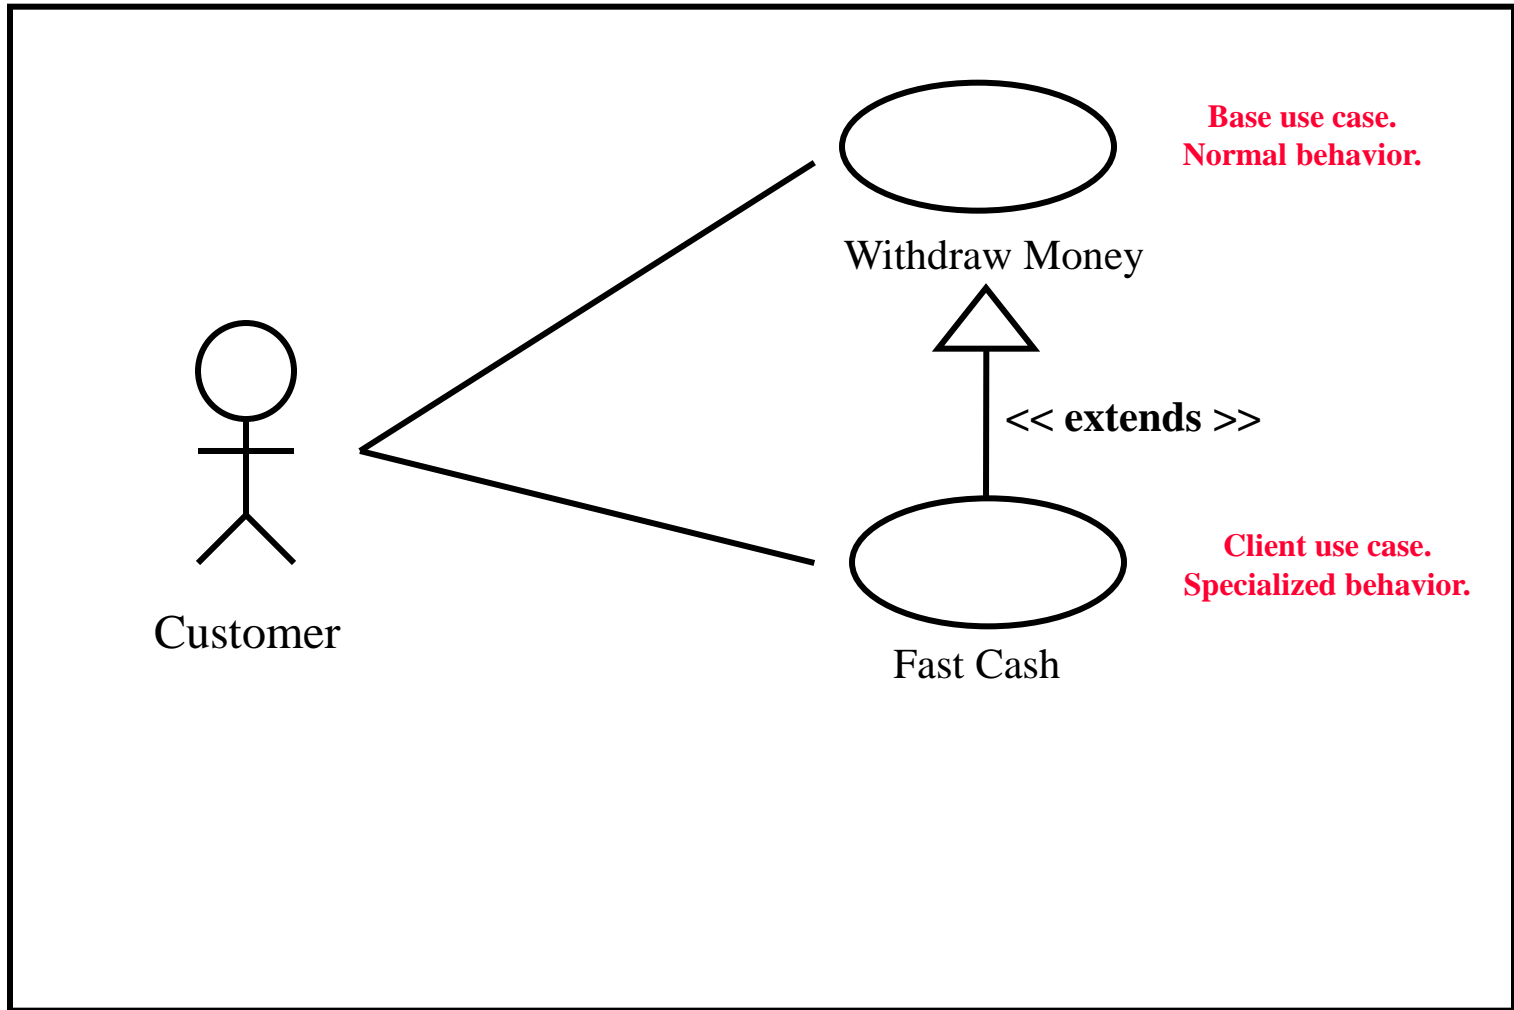 Base use case.
Normal behavior.
Withdraw Money
<< extends >>
Client use case.
Specialized behavior.
Customer
Fast Cash